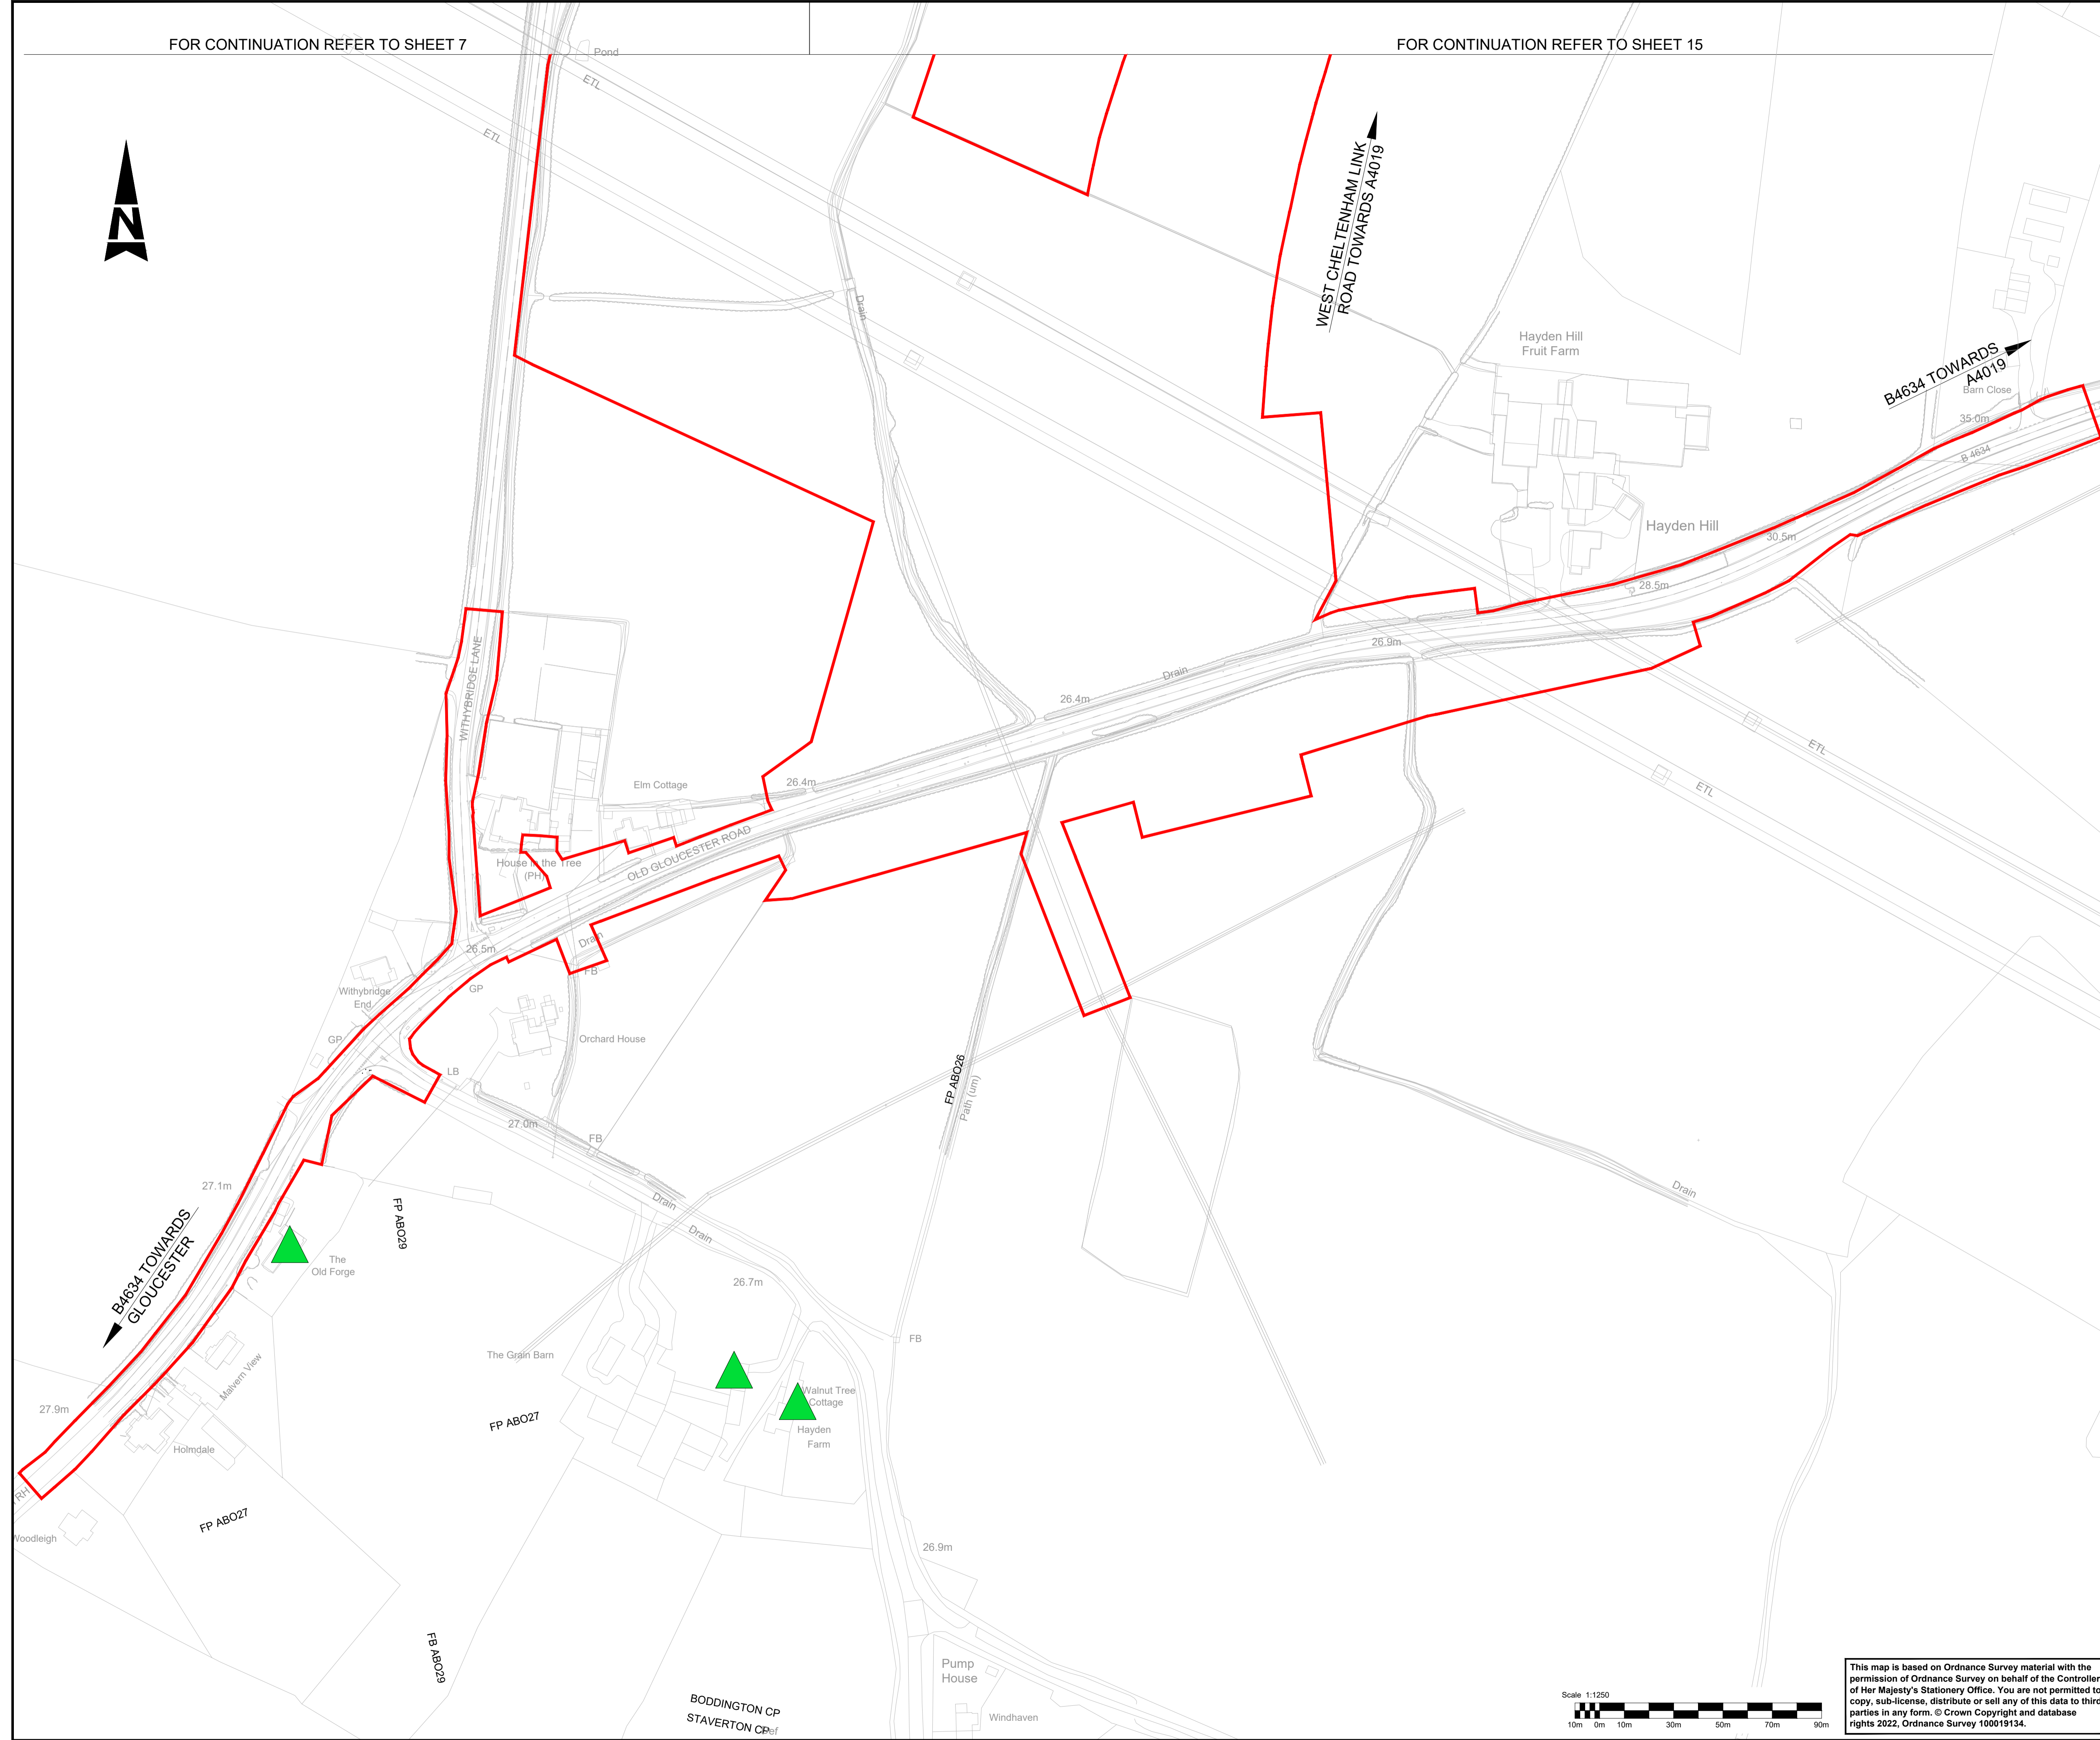 FOR CONTINUATION REFER TO SHEET 7
FOR CONTINUATION REFER TO SHEET 15
Pond
ETL
ETL
N
WEST CHELTENHAM LINK
ROAD TOWARDS A4019
Drain
Hayden Hill
Fruit Farm
B4634 TOWARDS
A4019
Barn Close
35.0m
B 4634
Hayden Hill
30.5m
28.5m
26.9m
WITHYBRIDGE LANE
Drain
26.4m
ETL
ETL
Elm Cottage
26.4m
OLD GLOUCESTER ROAD
House in the Tree
(PH)
26.5m
Drain
FB
Withybridge
End
GP
GP
Orchard House
LB
27.0m
FB
FP ABO26
Path (um)
27.1m
FP ABO29
Drain
Drain
Drain
B4634 TOWARDS
GLOUCESTER
The
Old Forge
26.7m
FB
The Grain Barn
Malvern View
Walnut Tree
Cottage
27.9m
FP ABO27
Hayden
Farm
Holmdale
TRH
FP ABO27
Woodleigh
26.9m
FB ABO29
Pump
House
BODDINGTON CP
STAVERTON CP
Def
Windhaven
Scale 1:1250
10m 0m 10m 30m 50m 70m 90m
This map is based on Ordnance Survey material with the
permission of Ordnance Survey on behalf of the Controller
of Her Majesty's Stationery Office. You are not permitted to
copy, sub-license, distribute or sell any of this data to third
parties in any form. © Crown Copyright and database
rights 2022, Ordnance Survey 100019134.